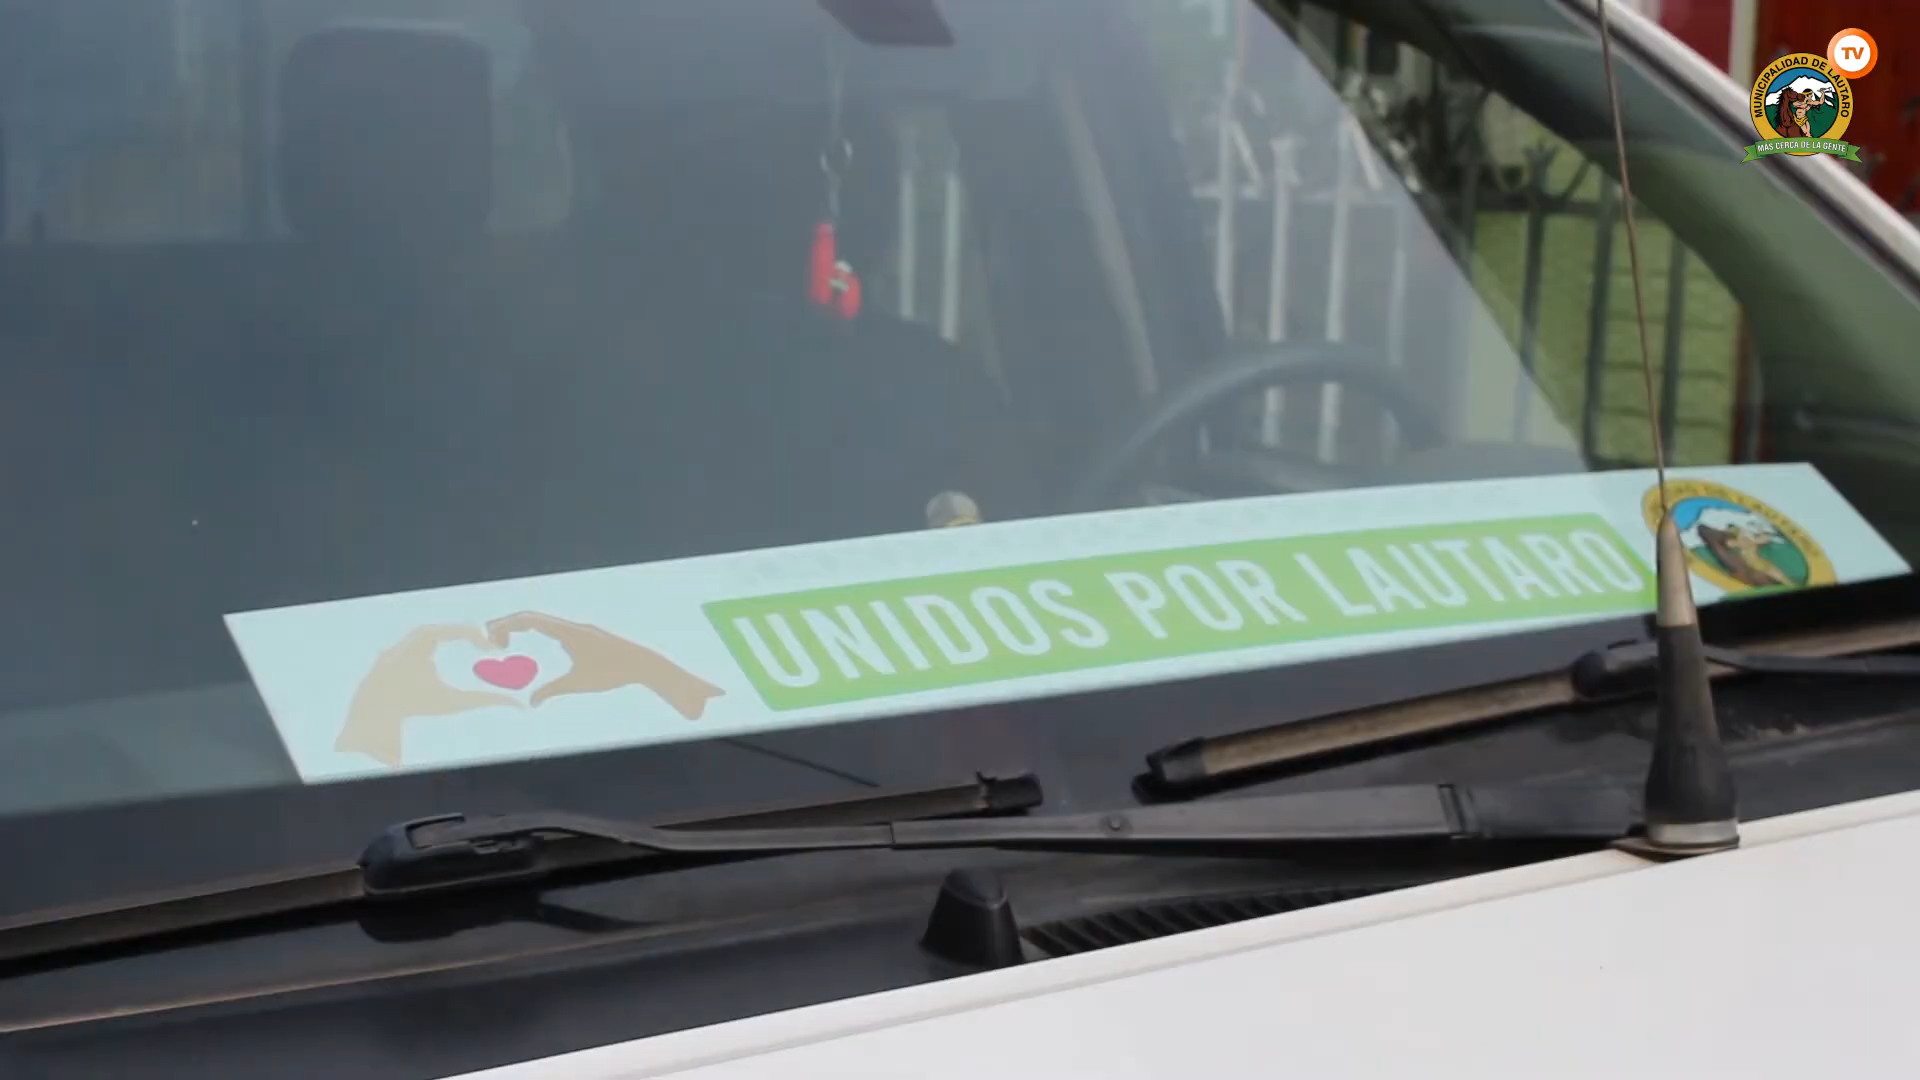 TV
MUNICIPALIDAD DE LAUTARO
MÁS CERCA DE LA GENTE
UNIDOS POR LAUTARO